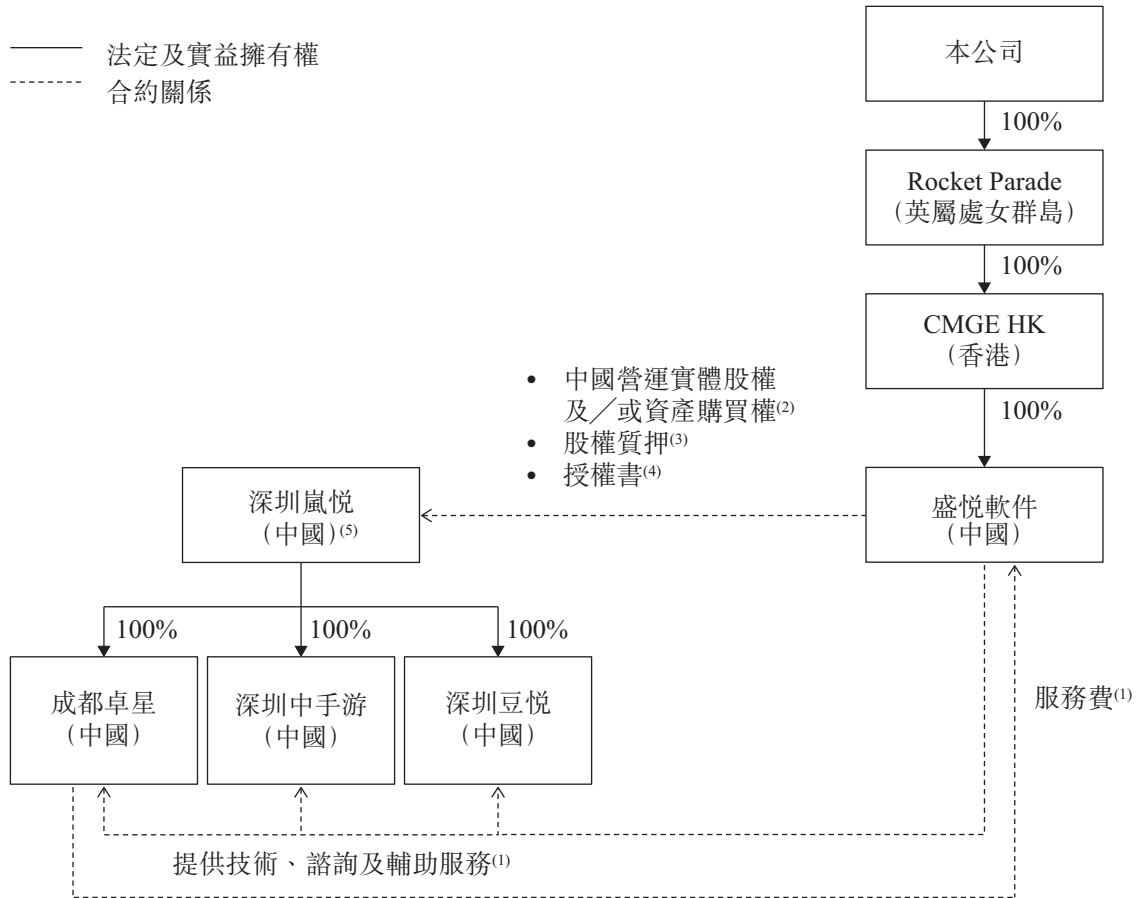 法定及實益擁有權
合約關係
本公司
100%
Rocket Parade
（英屬處女群島）
100%
CMGE HK
（香港）
100%
• 中國營運實體股權
及╱或資產購買權(2)
• 股權質押(3)
• 授權書(4)
深圳嵐悦
（中國）(5)
盛悦軟件
（中國）
100%
100%
100%
成都卓星
（中國）
深圳中手游
（中國）
深圳豆悦
（中國）
服務費(1)
提供技術、諮詢及輔助服務(1)